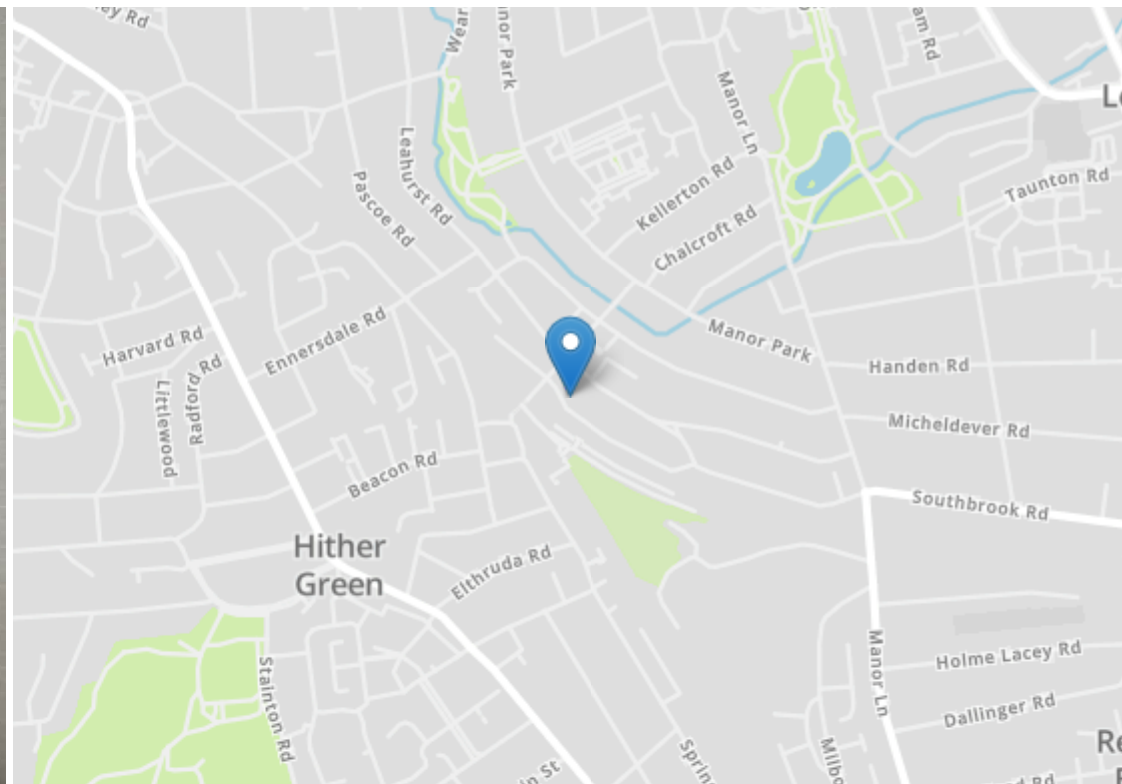 Manor Ln
Leahurst Rd
Pascoe Rd
Kellerton Rd
Chalcroft Rd
Taunton Rd
Manor Park
Handen Rd
Micheldever Rd
Southbrook Rd
Harvard Rd
Radford Rd
Littlewood
Ennersdale Rd
Beacon Rd
Hither
Green
Elthruda Rd
Stainton Rd
Manor Ln
Holme Lacey Rd
Dallinger Rd